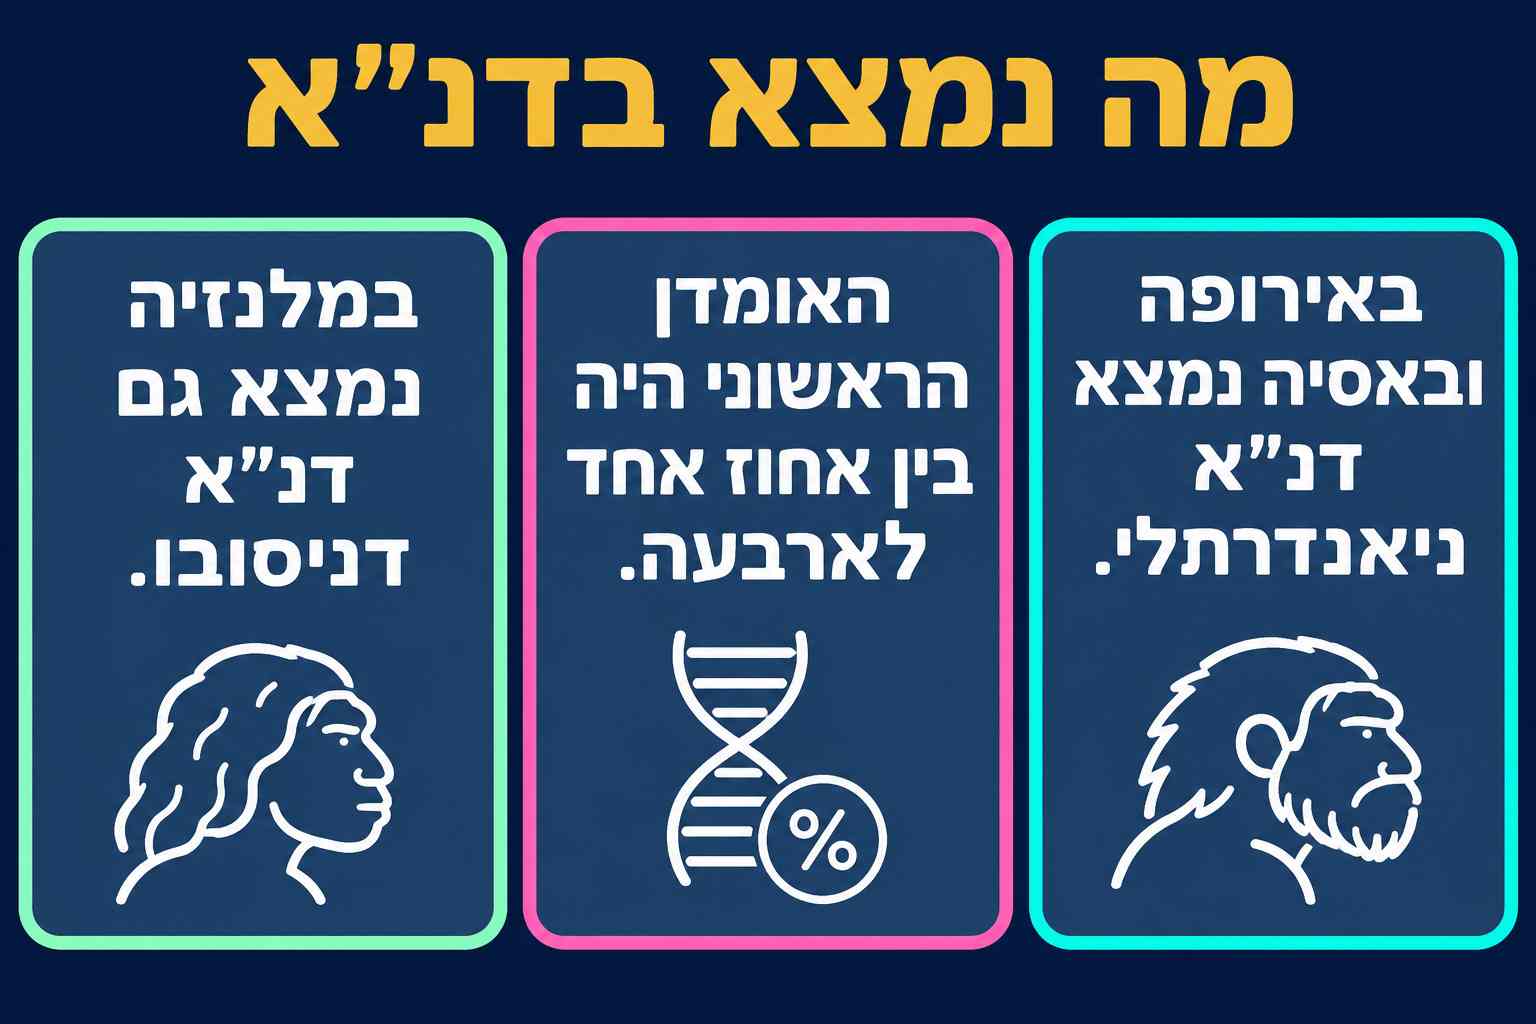 מה נמצא בדנ”א
באירופה
ובאסיה נמצא
דנ”א
ניאנדרתלי.
האומדן
הראשוני היה
בין אחוז אחד
לארבעה.
%
במלנזיה
נמצא גם
דנ”א
דניסובו.